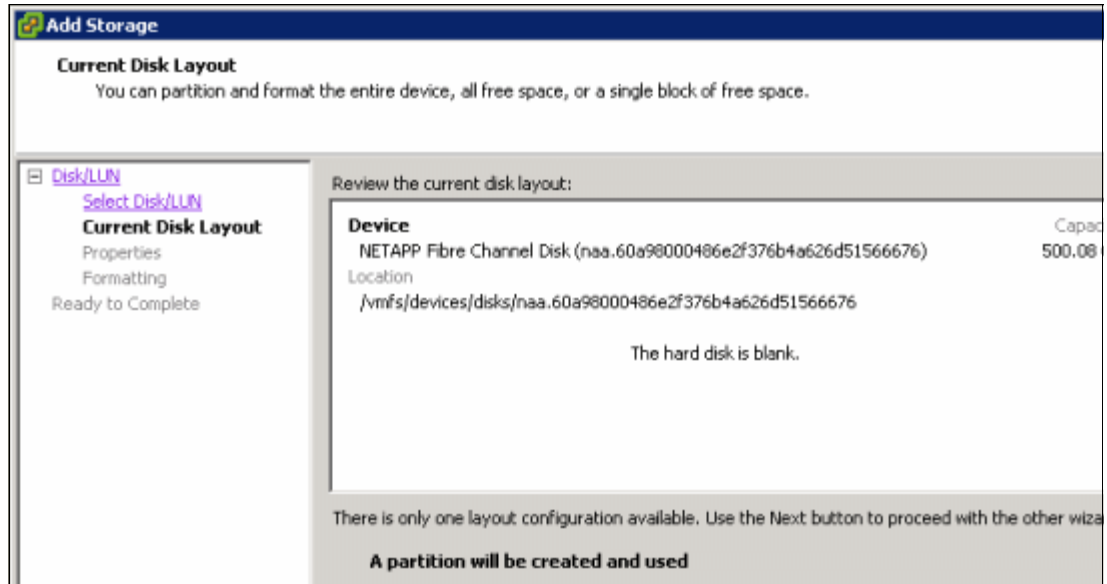 Add Storage
Current Disk Layout
You can partition and format the entire device, all free space, or a single block of free space.
Disk/LUN
Select Disk/LUN
Current Disk Layout
Properties
Formatting
Ready to Complete
Review the current disk layout:
Device
Capac
NETAPP Fibre Channel Disk (naa.60a98000486e2f376b4a626d51566676)
500.08
Location
/vmfs/devices/disks/naa.60a98000486e2f376b4a626d51566676
The hard disk is blank.
There is only one layout configuration available. Use the Next button to proceed with the other wiza
A partition will be created and used